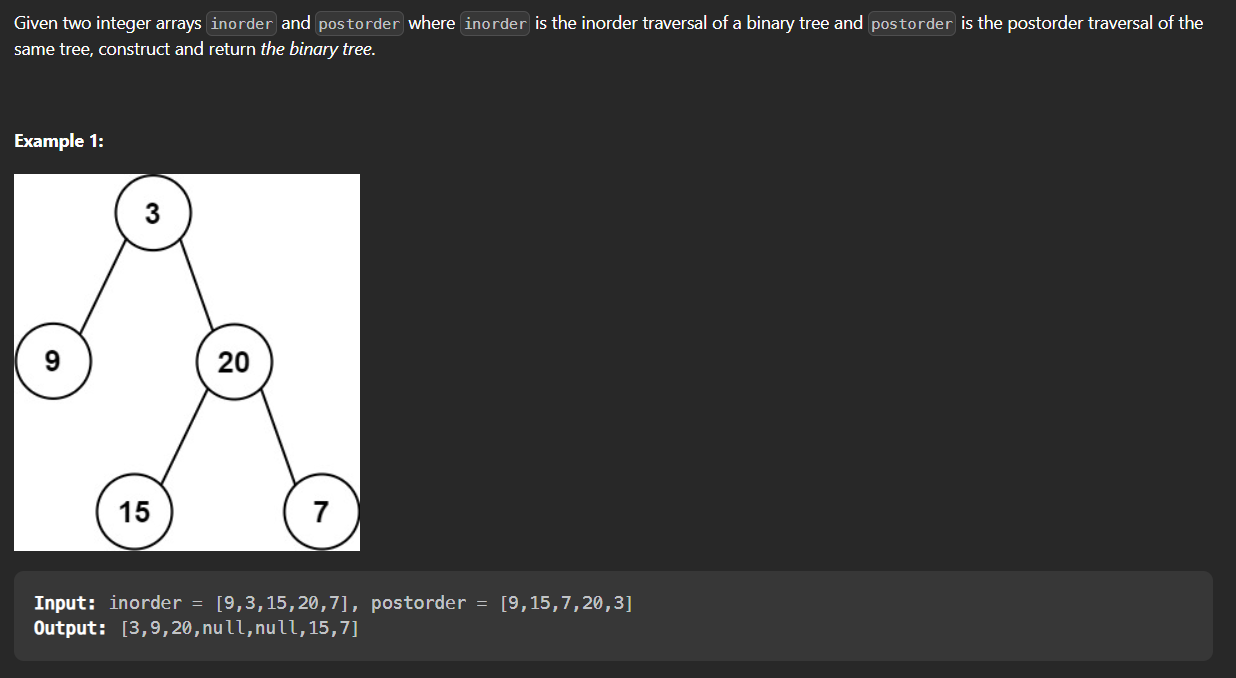 Given two integer arrays inorder and postorder where inorder is the inorder traversal of a binary tree and postorder is the postorder traversal of the
same tree, construct and return the binary tree.
Example 1:
3
9
20
15
7
Input: inorder = [9,3,15,20,7], postorder = [9,15,7,20,3]
Output: [3,9,20,null,null,15,7]